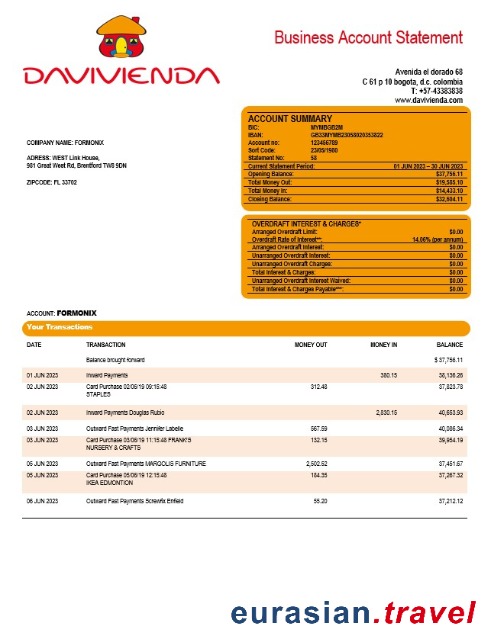 DAVIVIENDA
Business Account Statement
Avenida el dorado 68
C 61 p 10 bogota, d.c. colombia
T: +57-43383838
www.davivienda.com
COMPANY NAME: FORMONIX
ADRESS: WEST Link House,
981 Great West Rd, Brentford TW8 9DN
ZIPCODE: FL 33702
ACCOUNT SUMMARY
BIC: MYMBGB2M
IBAN:
Account no: 123456789
Sort Code: 23/05/1980
Statement No: 58
Current Statement Period: 01 JUN 2023 – 30 JUN 2023
Opening Balance: $37,756.11
Total Money Out: $19,585.10
Total Money In: $14,433.10
Closing Balance: $32,604.11
OVERDRAFT INTEREST & CHARGES*
Arranged Overdraft Limit: $0.00
Overdraft Rate of Interest**: 14.06% (per annum)
Arranged Overdraft Interest: $0.00
Unarranged Overdraft Interest: $0.00
Unarranged Overdraft Charges: $0.00
Total Interest & Charges: $0.00
Unarranged Overdraft Interest Waived: $0.00
Total Interest & Charges Payable***: $0.00
ACCOUNT: FORMONIX
Your Transactions
DATE TRANSACTION MONEY OUT MONEY IN BALANCE
Balance brought forward $ 37,756.11
01 JUN 2023 Inward Payments 380.15 38,136.26
02 JUN 2023 Card Purchase 02/06/19 09:15:48 312.48 37,823.78
STAPLES
02 JUN 2023 Inward Payments Douglas Rubio 2,830.15 40,653.93
03 JUN 2023 Outward Fast Payments Jennifer Labelle 567.59 40,086.34
03 JUN 2023 Card Purchase 03/06/19 11:15:48 FRANKS 132.15 39,954.19
NURSERY & CRAFTS
05 JUN 2023 Outward Fast Payments MARGOLIS FURNITURE 2,502.52 37,451.67
05 JUN 2023 Card Purchase 05/06/19 12:15:48 184.35 37,267.32
IKEA EDMONTION
06 JUN 2023 Outward Fast Payments Screwfix Enfield 55.20 37,212.12
eurasian.travel